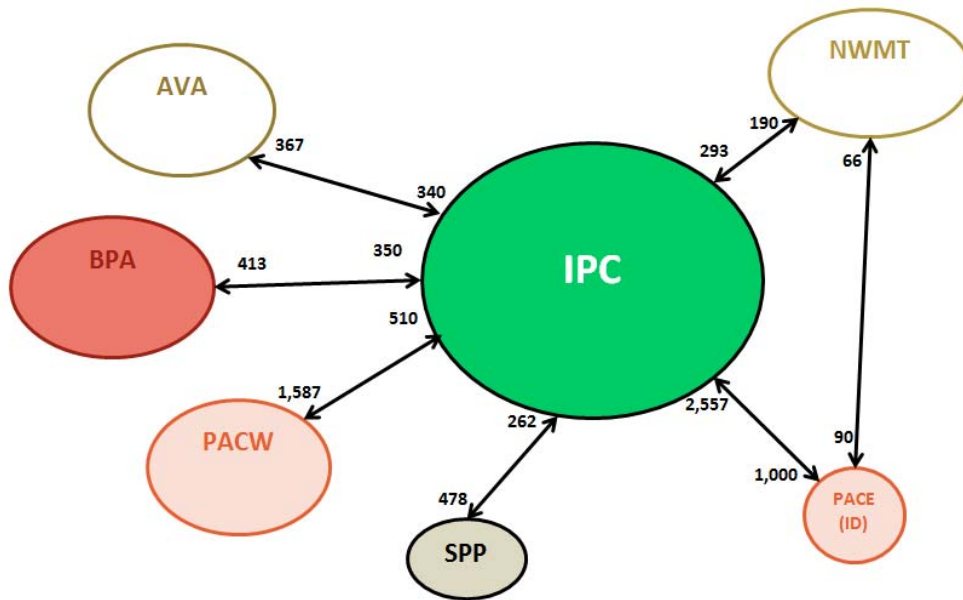 NWMT
AVA
190
367
293
66
340
350
IPC
BPA
413
510
1,587
2,557
262
PACW
90
1,000
478
PACE
(ID)
SPP